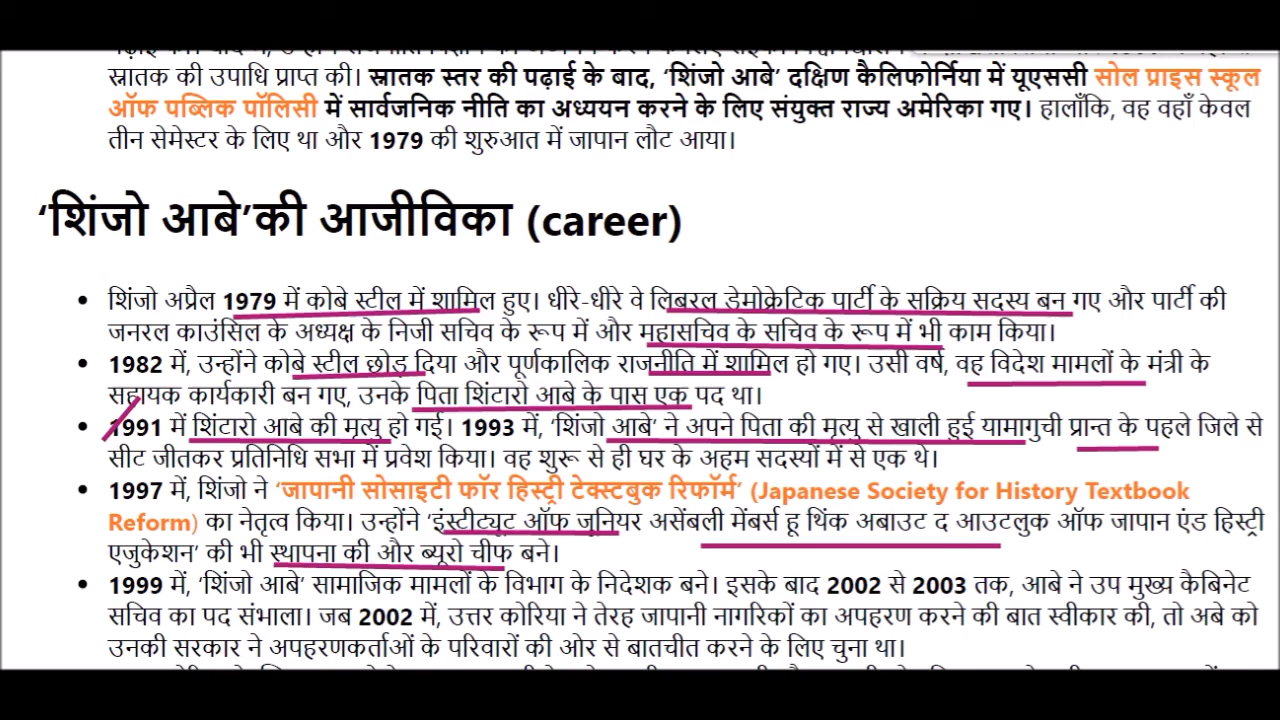 स्नातक की उपाधि प्राप्त की। स्नातक स्तर की पढ़ाई के बाद, ‘शिंजो आबे’ दक्षिण कैलिफोर्निया में यूएससी सोल प्राइस स्कूल
ऑफ पब्लिक पॉलिसी में सार्वजनिक नीति का अध्ययन करने के लिए संयुक्त राज्य अमेरिका गए। हालाँकि, वह वहाँ केवल
तीन सेमेस्टर के लिए था और 1979 की शुरुआत में जापान लौट आया।
‘शिंजो आबे’की आजीविका (career)
• शिंजो अप्रैल 1979 में कोबे स्टील में शामिल हुए। धीरे-धीरे वे लिबरल डेमोक्रेटिक पार्टी के सक्रिय सदस्य बन गए और पार्टी की
जनरल काउंसिल के अध्यक्ष के निजी सचिव के रूप में और महासचिव के सचिव के रूप में भी काम किया।
• 1982 में, उन्होंने कोबे स्टील छोड़ दिया और पूर्णकालिक राजनीति में शामिल हो गए। उसी वर्ष, वह विदेश मामलों के मंत्री के
सहायक कार्यकारी बन गए, उनके पिता शिंटारो आबे के पास एक पद था।
• 1991 में शिंटारो आबे की मृत्यु हो गई। 1993 में, ‘शिंजो आबे’ ने अपने पिता की मृत्यु से खाली हुई यामागुची प्रान्त के पहले जिले से
सीट जीतकर प्रतिनिधि सभा में प्रवेश किया। वह शुरू से ही घर के अहम सदस्यों में से एक थे।
• 1997 में, शिंजो ने ‘जापानी सोसाइटी फॉर हिस्ट्री टेक्स्टबुक रिफॉर्म’ (Japanese Society for History Textbook
Reform) का नेतृत्व किया। उन्होंने ‘इंस्टीट्यूट ऑफ जूनियर असेंबली मेंबर्स हू थिंक अबाउट द आउटलुक ऑफ जापान एंड हिस्ट्री
एजुकेशन’ की भी स्थापना की और ब्यूरो चीफ बने।
• 1999 में, ‘शिंजो आबे’ सामाजिक मामलों के विभाग के निदेशक बने। इसके बाद 2002 से 2003 तक, आबे ने उप मुख्य कैबिनेट
सचिव का पद संभाला। जब 2002 में, उत्तर कोरिया ने तेरह जापानी नागरिकों का अपहरण करने की बात स्वीकार की, तो अबे को
उनकी सरकार ने अपहरणकर्ताओं के परिवारों की ओर से बातचीत करने के लिए चुना था।